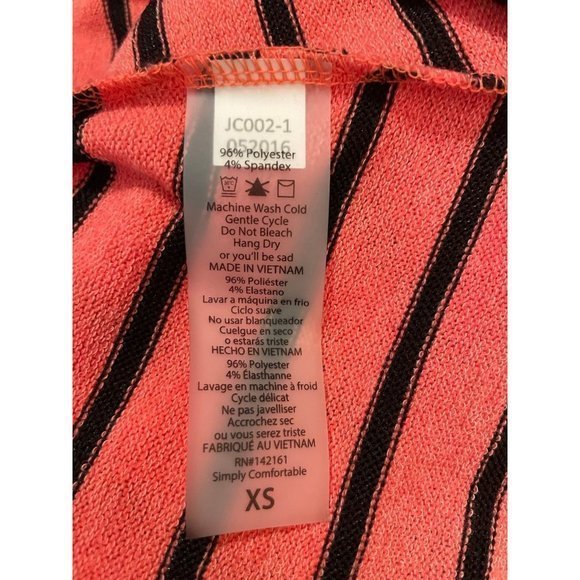 JC002-1
052016
96% Polyester
4% Spandex
Machine Wash Cold
Gentle Cycle
Do Not Bleach
Hang Dry
or you'll be sad
MADE IN VIETNAM
96% Poliéster
4% Elastano
Lavar a máquina en frio
Ciclo suave
No usar blanqueador
Cuelgue en seco
o estarás triste
HECHO EN VIETNAM
96% Polyester
4% Élasthanne
Lavage en machine à froid
Cycle délicat
Ne pas javelliser
Accrochez sec
ou vous serez triste
FABRIQUÉ AU VIETNAM
RN#142161
Simply Comfortable
XS